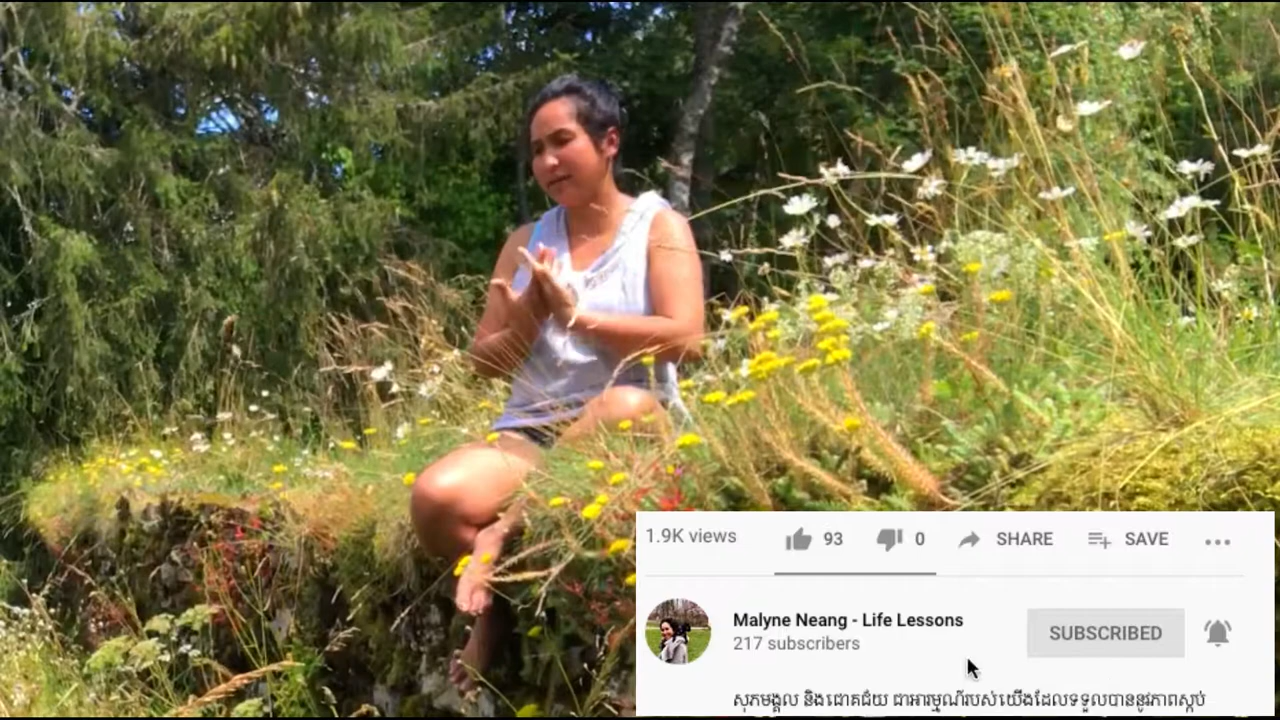 1.9K views 93 0 SHARE SAVE
Malyne Neang - Life Lessons
SUBSCRIBED
217 subscribers
សុភមង្គល និងជោគជ័យ ជាអារម្មណ៍របស់យើងដែលទទួលបាននូវភាពស្កប់